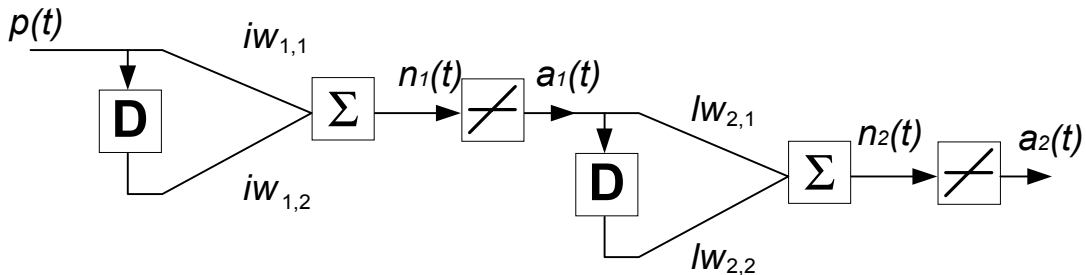 p(t)
iw1,1
D
iw1,2
Σ
n1(t)
a1(t)
lw2,1
D
lw2,2
Σ
n2(t)
a2(t)